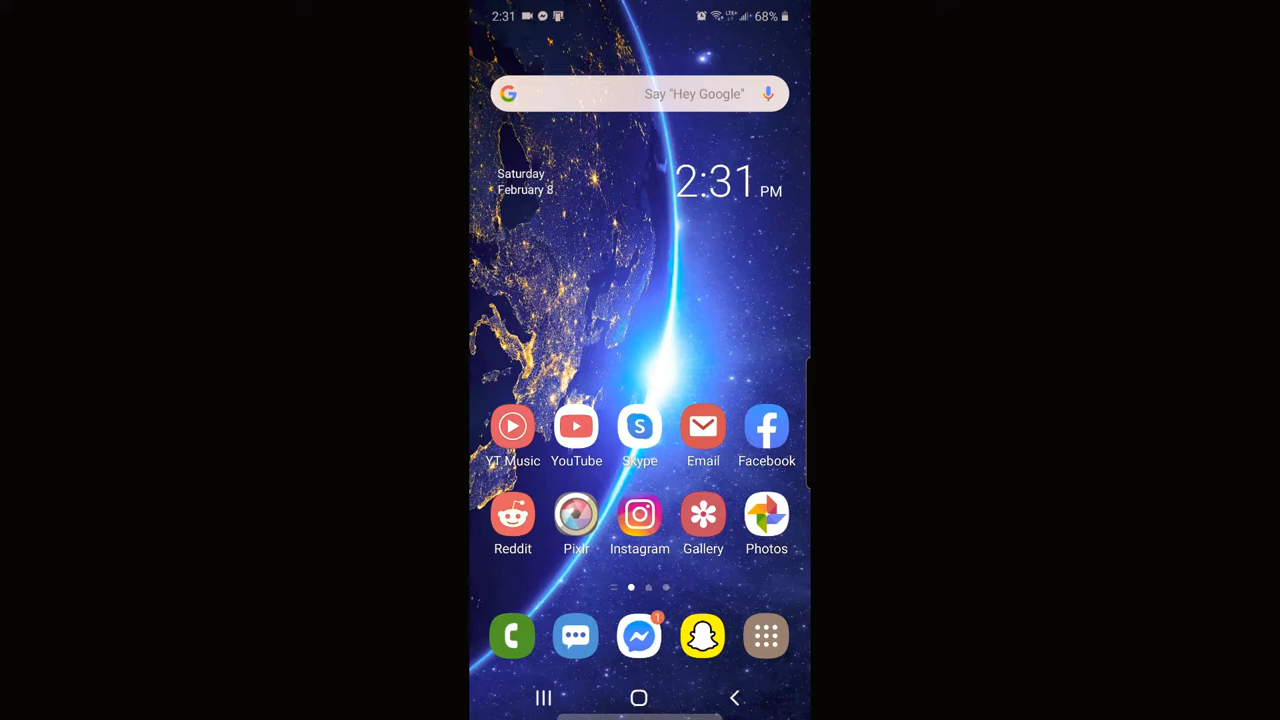 2:31
LTE+
68%
Say "Hey Google"
Saturday
February 8
2:31 PM
YT Music
YouTube
Skype
Email
Facebook
Reddit
Pixlr
Instagram
Gallery
Photos
1